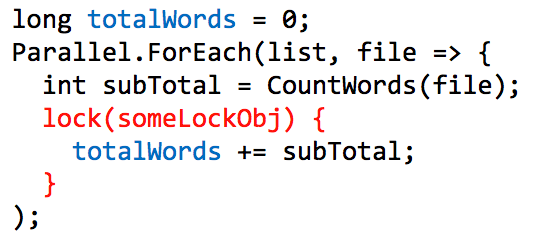 long totalWords = 0;
Parallel.ForEach(list, file => {
  int subTotal = CountWords(file);
  lock(someLockObj) {
    totalWords += subTotal;
  }
);